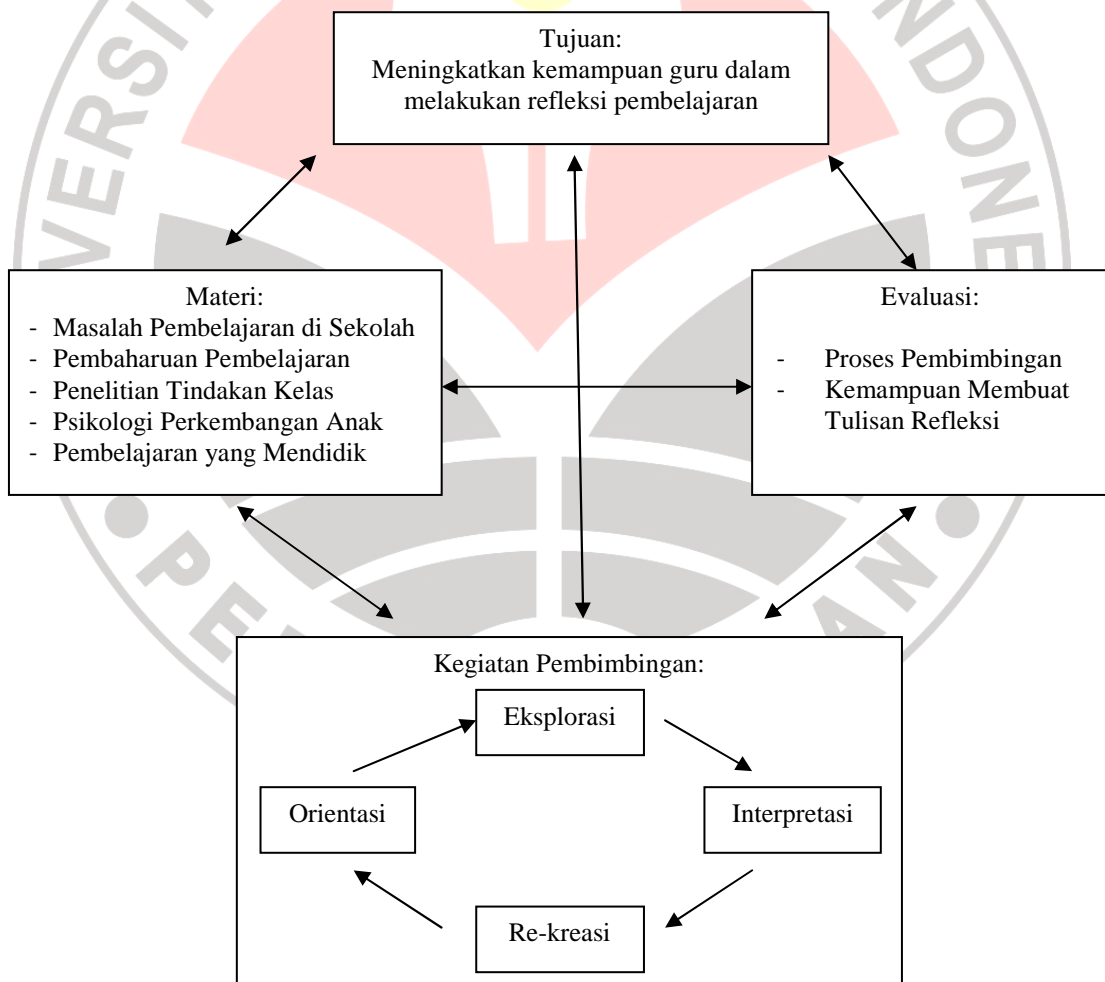 Tujuan:
Meningkatkan kemampuan guru dalam
melakukan refleksi pembelajaran
Materi:
- Masalah Pembelajaran di Sekolah
- Pembaharuan Pembelajaran
- Penelitian Tindakan Kelas
- Psikologi Perkembangan Anak
- Pembelajaran yang Mendidik
Evaluasi:
- Proses Pembimbingan
- Kemampuan Membuat
Tulisan Refleksi
Kegiatan Pembimbingan:
Eksplorasi
Orientasi
Interpretasi
Re-kreasi